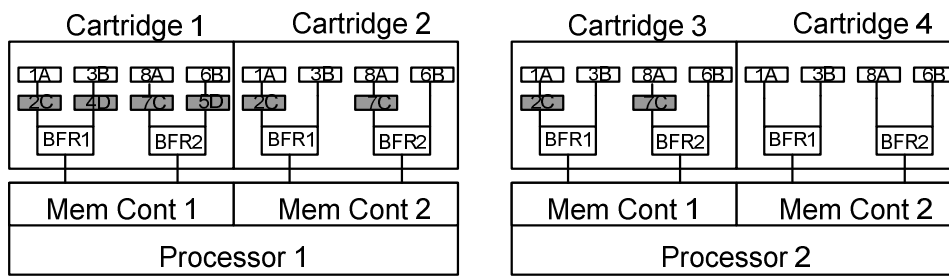 Cartridge 1 Cartridge 2 Cartridge 3 Cartridge 4
1A 3B 8A 6B 1A 3B 8A 6B 1A 3B 8A 6B 1A 3B 8A 6B
2C 4D 7C 5D 2C 7C 2C 7C
BFR1 BFR2 BFR1 BFR2 BFR1 BFR2 BFR1 BFR2
Mem Cont 1 Mem Cont 2 Mem Cont 1 Mem Cont 2
Processor 1 Processor 2